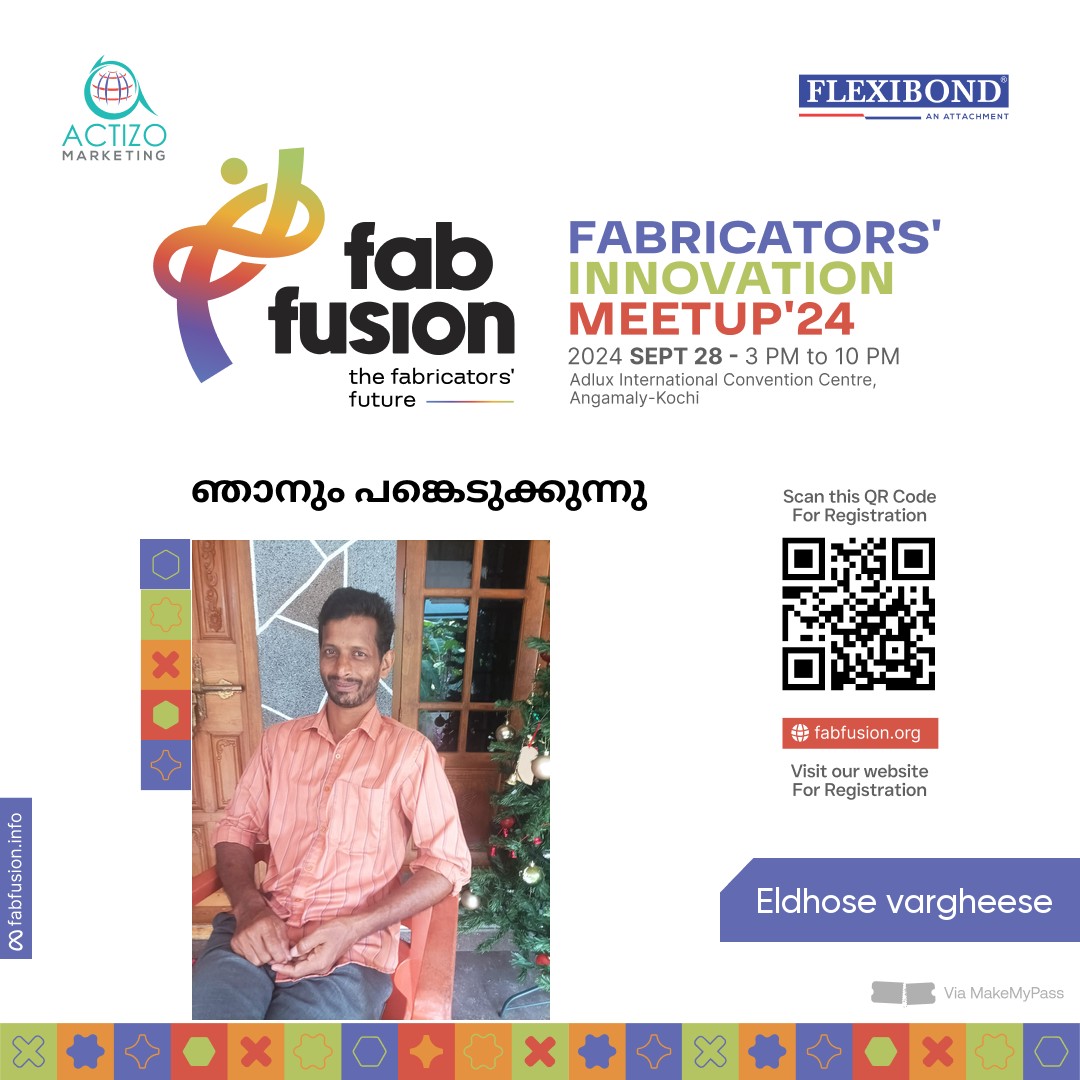 ACTIZO
MARKETING
FLEXIBOND®
AN ATTACHMENT
fab
fusion
the fabricators'
future
FABRICATORS'
INNOVATION
MEETUP'24
2024 SEPT 28 - 3 PM to 10 PM
Adlux International Convention Centre,
Angamaly-Kochi
ഞാനും പങ്കെടുക്കുന്നു
Scan this QR Code
For Registration
fabfusion.org
Visit our website
For Registration
fabfusion.info
Eldhose vargheese
Via MakeMyPass